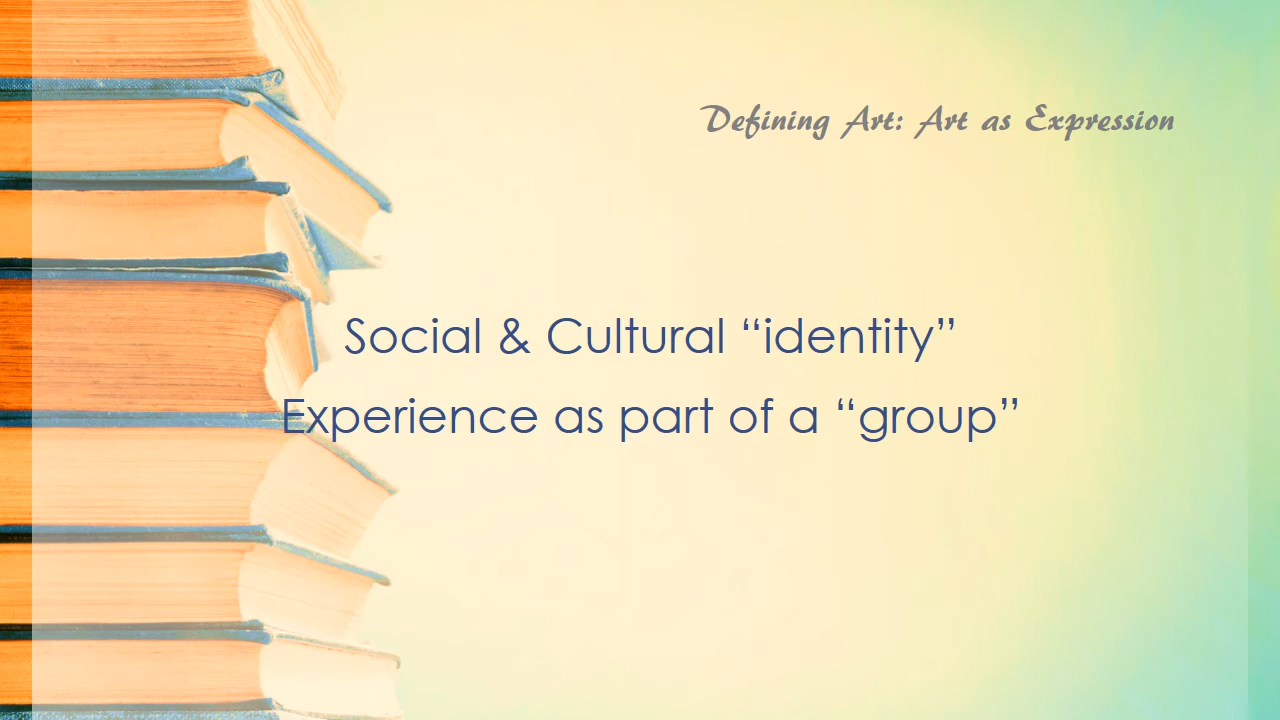 Defining Art: Art as Expression
Social & Cultural “identity”
Experience as part of a “group”